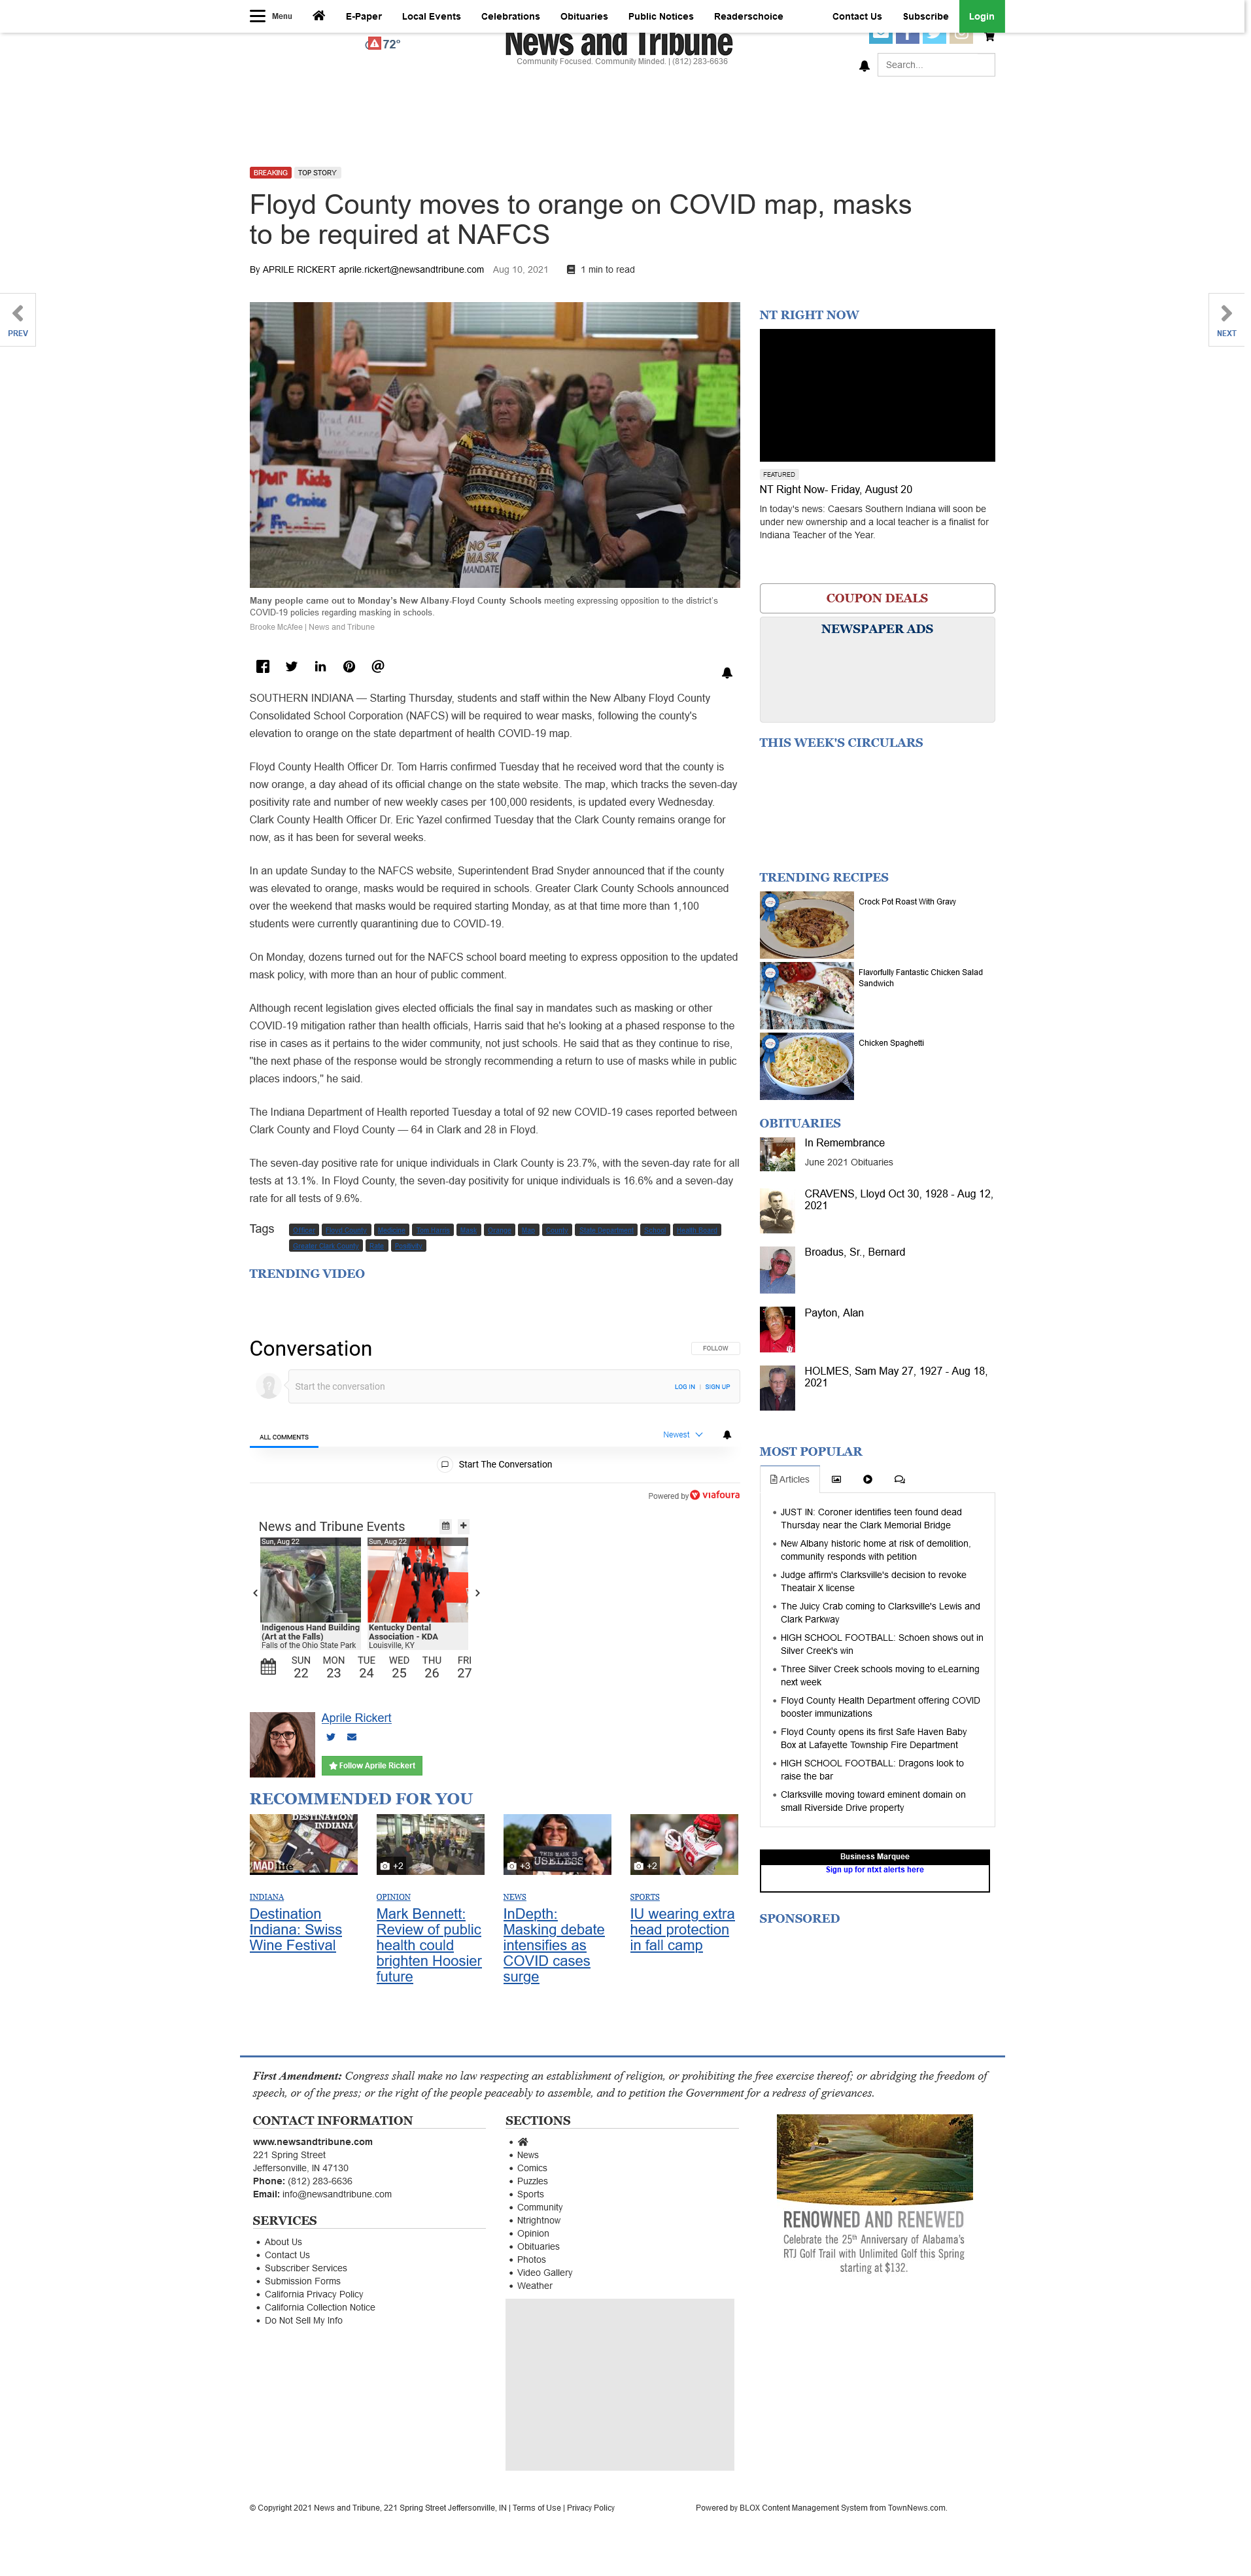 Menu
E-Paper
Local Events
Celebrations
Obituaries
Public Notices
Readerschoice
Contact Us
Subscribe
Login
72°
News and Tribune
Community Focused. Community Minded. | (812) 283-6636
Search...
BREAKING
TOP STORY
Floyd County moves to orange on COVID map, masks
to be required at NAFCS
By APRILE RICKERT aprile.rickert@newsandtribune.com
Aug 10, 2021
1 min to read
PREV
NEXT
Read All
NO
MASK
MANDATE
Many people came out to Monday's New Albany-Floyd County Schools meeting expressing opposition to the district's
COVID-19 policies regarding masking in schools.
Brooke McAfee | News and Tribune
SOUTHERN INDIANA — Starting Thursday, students and staff within the New Albany Floyd County
Consolidated School Corporation (NAFCS) will be required to wear masks, following the county's
elevation to orange on the state department of health COVID-19 map.
Floyd County Health Officer Dr. Tom Harris confirmed Tuesday that he received word that the county is
now orange, a day ahead of its official change on the state website. The map, which tracks the seven-day
positivity rate and number of new weekly cases per 100,000 residents, is updated every Wednesday.
Clark County Health Officer Dr. Eric Yazel confirmed Tuesday that the Clark County remains orange for
now, as it has been for several weeks.
In an update Sunday to the NAFCS website, Superintendent Brad Snyder announced that if the county
was elevated to orange, masks would be required in schools. Greater Clark County Schools announced
over the weekend that masks would be required starting Monday, as at that time more than 1,100
students were currently quarantining due to COVID-19.
On Monday, dozens turned out for the NAFCS school board meeting to express opposition to the updated
mask policy, with more than an hour of public comment.
Although recent legislation gives elected officials the final say in mandates such as masking or other
COVID-19 mitigation rather than health officials, Harris said that he's looking at a phased response to the
rise in cases as it pertains to the wider community, not just schools. He said that as they continue to rise,
"the next phase of the response would be strongly recommending a return to use of masks while in public
places indoors," he said.
The Indiana Department of Health reported Tuesday a total of 92 new COVID-19 cases reported between
Clark County and Floyd County — 64 in Clark and 28 in Floyd.
The seven-day positive rate for unique individuals in Clark County is 23.7%, with the seven-day rate for all
tests at 13.1%. In Floyd County, the seven-day positivity for unique individuals is 16.6% and a seven-day
rate for all tests of 9.6%.
Tags
TRENDING VIDEO
Conversation
FOLLOW
Start the conversation
LOG IN | SIGN UP
ALL COMMENTS
Newest
Start The Conversation
Powered by viafoura
News and Tribune Events
Sun, Aug 22
Indigenous Hand Building
(Art at the Falls)
Falls of the Ohio State Park
Sun, Aug 22
Kentucky Dental
Association - KDA
Louisville, KY
SUN MON TUE WED THU FRI
22 23 24 25 26 27
Aprile Rickert
Follow Aprile Rickert
RECOMMENDED FOR YOU
DESTINATION
INDIANA
MAD
+2
THIS MASK IS
USELESS
+3
+2
INDIANA
Destination
Indiana: Swiss
Wine Festival
OPINION
Mark Bennett:
Review of public
health could
brighten Hoosier
future
NEWS
InDepth:
Masking debate
intensifies as
COVID cases
surge
SPORTS
IU wearing extra
head protection
in fall camp
NT RIGHT NOW
FEATURED
NT Right Now- Friday, August 20
In today's news: Caesars Southern Indiana will soon be
under new ownership and a local teacher is a finalist for
Indiana Teacher of the Year.
COUPON DEALS
NEWSPAPER ADS
THIS WEEK'S CIRCULARS
TRENDING RECIPES
Crock Pot Roast With Gravy
Flavorfully Fantastic Chicken Salad
Sandwich
Chicken Spaghetti
OBITUARIES
In Remembrance
June 2021 Obituaries
CRAVENS, Lloyd Oct 30, 1928 - Aug 12,
2021
Broadus, Sr., Bernard
Payton, Alan
HOLMES, Sam May 27, 1927 - Aug 18,
2021
MOST POPULAR
Articles
JUST IN: Coroner identifies teen found dead
Thursday near the Clark Memorial Bridge
New Albany historic home at risk of demolition,
community responds with petition
Judge affirm's Clarksville's decision to revoke
Theatair X license
The Juicy Crab coming to Clarksville's Lewis and
Clark Parkway
HIGH SCHOOL FOOTBALL: Schoen shows out in
Silver Creek's win
Three Silver Creek schools moving to eLearning
next week
Floyd County Health Department offering COVID
booster immunizations
Floyd County opens its first Safe Haven Baby
Box at Lafayette Township Fire Department
HIGH SCHOOL FOOTBALL: Dragons look to
raise the bar
Clarksville moving toward eminent domain on
small Riverside Drive property
Business Marquee
Sign up for ntxt alerts here
SPONSORED
First Amendment: Congress shall make no law respecting an establishment of religion, or prohibiting the free exercise thereof; or abridging the freedom of
speech, or of the press; or the right of the people peaceably to assemble, and to petition the Government for a redress of grievances.
CONTACT INFORMATION
www.newsandtribune.com
221 Spring Street
Jeffersonville, IN 47130
Phone: (812) 283-6636
Email: info@newsandtribune.com
SERVICES
About Us
Contact Us
Subscriber Services
Submission Forms
California Privacy Policy
California Collection Notice
Do Not Sell My Info
SECTIONS
News
Comics
Puzzles
Sports
Community
Ntrightnow
Opinion
Obituaries
Photos
Video Gallery
Weather
RENOWNED AND RENEWED
Celebrate the 25th Anniversary of Alabama's
RTJ Golf Trail with Unlimited Golf this Spring
starting at $132.
© Copyright 2021 News and Tribune, 221 Spring Street Jeffersonville, IN | Terms of Use | Privacy Policy
Powered by BLOX Content Management System from TownNews.com.